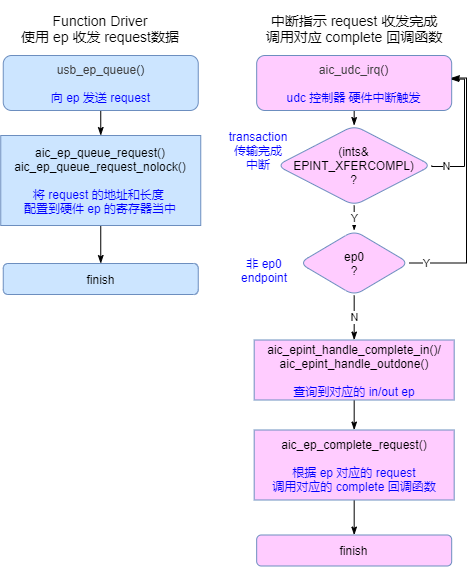 Function Driver
使用 ep 收发 request数据
usb_ep_queue()
向 ep 发送 request
aic_ep_queue_request()
aic_ep_queue_request_nolock()
将 request 的地址和长度
配置到硬件 ep 的寄存器当中
finish
中断指示 request 收发完成
调用对应 complete 回调函数
aic_udc_irq()
udc 控制器 硬件中断触发
transaction
传输完成
中断
(ints&
EPINT_XFERCOMPL)
?
N
Y
非 ep0
endpoint
ep0
?
Y
N
aic_epint_handle_complete_in()/
aic_epint_handle_outdone()
查询到对应的 in/out ep
aic_ep_complete_request()
根据 ep 对应的 request
调用对应的 complete 回调函数
finish